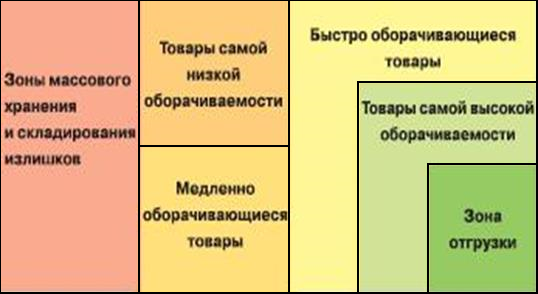 Зоны массового
хранения
и складирования
излишков
Товары самой
низкой
оборачиваемости
Медленно
оборачивающиеся
товары
Быстро оборачивающиеся
товары
Товары самой высокой
оборачиваемости
Зона
отгрузки